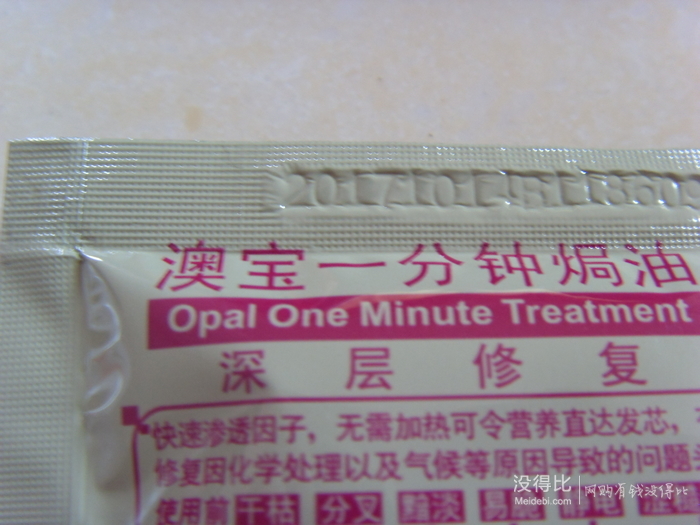 澳宝一分钟焗油
Opal One Minute Treatment
深层修复
快速渗透因子，无需加热可令营养直达发芯，
修复因化学处理以及气候等原因导致的问题
使用前 干枯 分叉 黯淡 易
没得比 网购有钱没得比
Meidebi.com